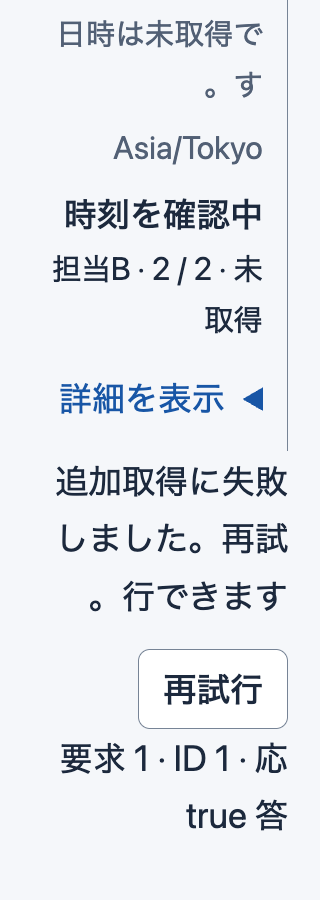 日時は未取得で
す。
Asia/Tokyo
時刻を確認中
担当B · 2 / 2 · 未
取得
詳細を表示 ◀
追加取得に失敗
しました。再試
行できます。
再試行
要求 1 · ID 1 · 応
答 true